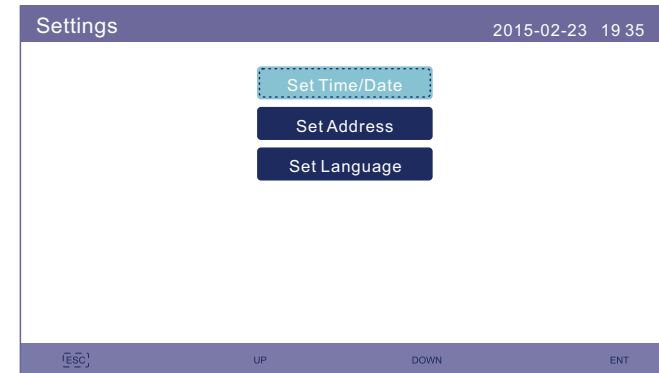 Settings 2015-02-23 19 35
Set Time/Date
Set Address
Set Language
ESC UP DOWN ENT